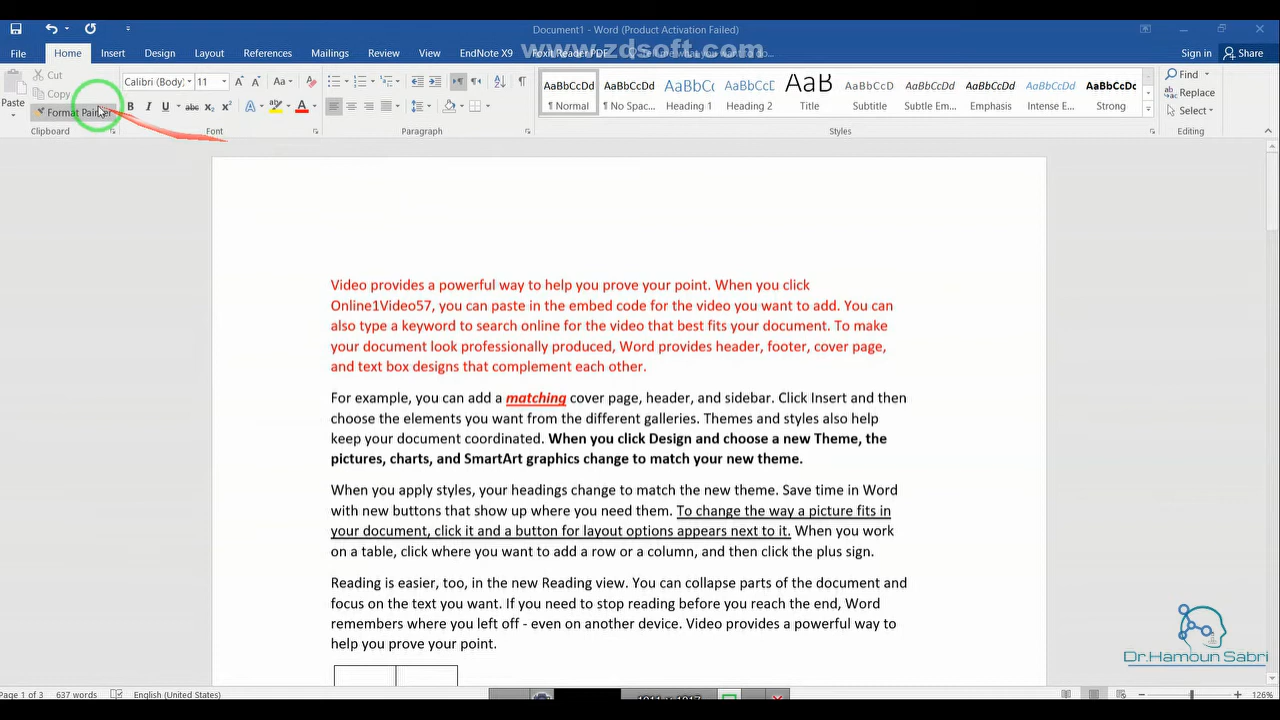 Document1 - Word (Product Activation Failed)
www.zdsoft.com
File Home Insert Design Layout References Mailings Review View EndNote X9 Foxit Reader PDF Tell me what you want to do... Sign in Share
Paste
Cut
Copy
Format Painter
Clipboard
Calibri (Body) 11
Font
Paragraph
AaBbCcDd AaBbCcDd AaBbCc AaBbCcD AaB AaBbCcD AaBbCcDd AaBbCcDd AaBbCcDd AaBbCcDd
¶ Normal ¶ No Spac... Heading 1 Heading 2 Title Subtitle Subtle Em... Emphasis Intense E... Strong
Styles
Find
Replace
Select
Editing
Video provides a powerful way to help you prove your point. When you click
Online1Video57, you can paste in the embed code for the video you want to add. You can
also type a keyword to search online for the video that best fits your document. To make
your document look professionally produced, Word provides header, footer, cover page,
and text box designs that complement each other.
For example, you can add a matching cover page, header, and sidebar. Click Insert and then
choose the elements you want from the different galleries. Themes and styles also help
keep your document coordinated. When you click Design and choose a new Theme, the
pictures, charts, and SmartArt graphics change to match your new theme.
When you apply styles, your headings change to match the new theme. Save time in Word
with new buttons that show up where you need them. To change the way a picture fits in
your document, click it and a button for layout options appears next to it. When you work
on a table, click where you want to add a row or a column, and then click the plus sign.
Reading is easier, too, in the new Reading view. You can collapse parts of the document and
focus on the text you want. If you need to stop reading before you reach the end, Word
remembers where you left off - even on another device. Video provides a powerful way to
help you prove your point.
Dr.Hamoun Sabri
Page 1 of 3 637 words English (United States) 126%